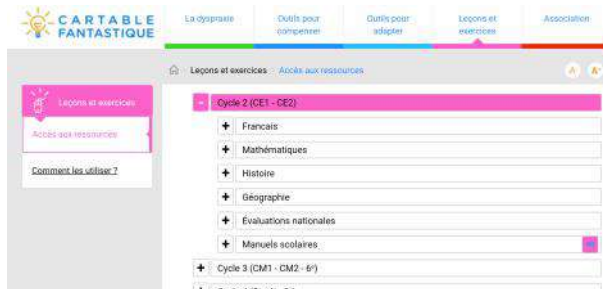 CARTABLE
FANTASTIQUE
La dyspraxie
Outils pour
compenser
Outils pour
adapter
Leçons et
exercices
Association
Leçons et exercices Accès aux ressources
A- A+
Leçons et exercices
Accès aux ressources
Comment les utiliser ?
- Cycle 2 (CE1 - CE2)
+ Francais
+ Mathématiques
+ Histoire
+ Géographie
+ Évaluations nationales
+ Manuels scolaires
+ Cycle 3 (CM1 - CM2 - 6e)